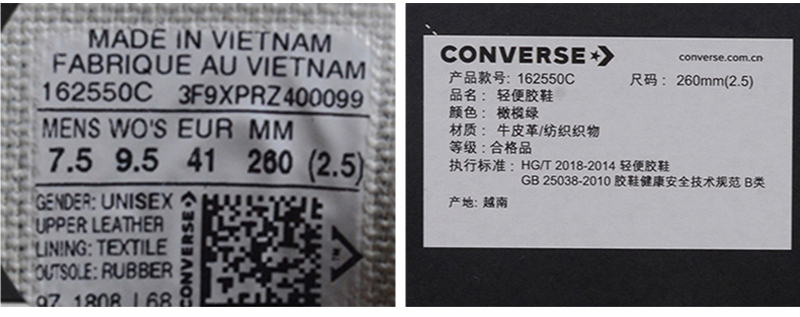 MADE IN VIETNAM
FABRIQUE AU VIETNAM
162550C 3F9XPRZ400099
MENS WO'S EUR MM
7.5 9.5 41 260 (2.5)
GENDER: UNISEX
UPPER LEATHER
LINING: TEXTILE
OUTSOLE: RUBBER
CONVERSE
97 1808 L68
CONVERSE
converse.com.cn
产品款号: 162550C 尺码: 260mm(2.5)
品名: 轻便胶鞋
颜色: 橄榄绿
材质: 牛皮革/纺织织物
等级: 合格品
执行标准: HG/T 2018-2014 轻便胶鞋
GB 25038-2010 胶鞋健康安全技术规范 B类
产地: 越南